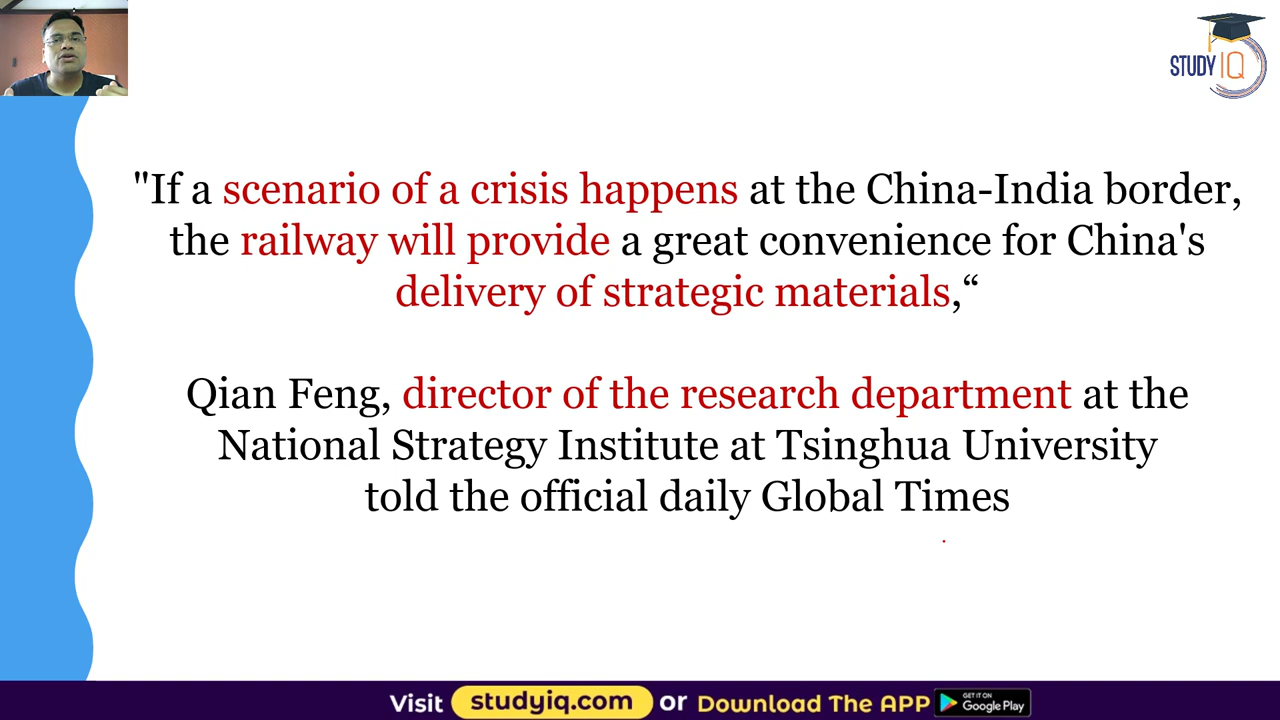 STUDY IQ
"If a scenario of a crisis happens at the China-India border,
the railway will provide a great convenience for China's
delivery of strategic materials,“
Qian Feng, director of the research department at the
National Strategy Institute at Tsinghua University
told the official daily Global Times
Visit studyiq.com or Download The APP GET IT ON Google Play